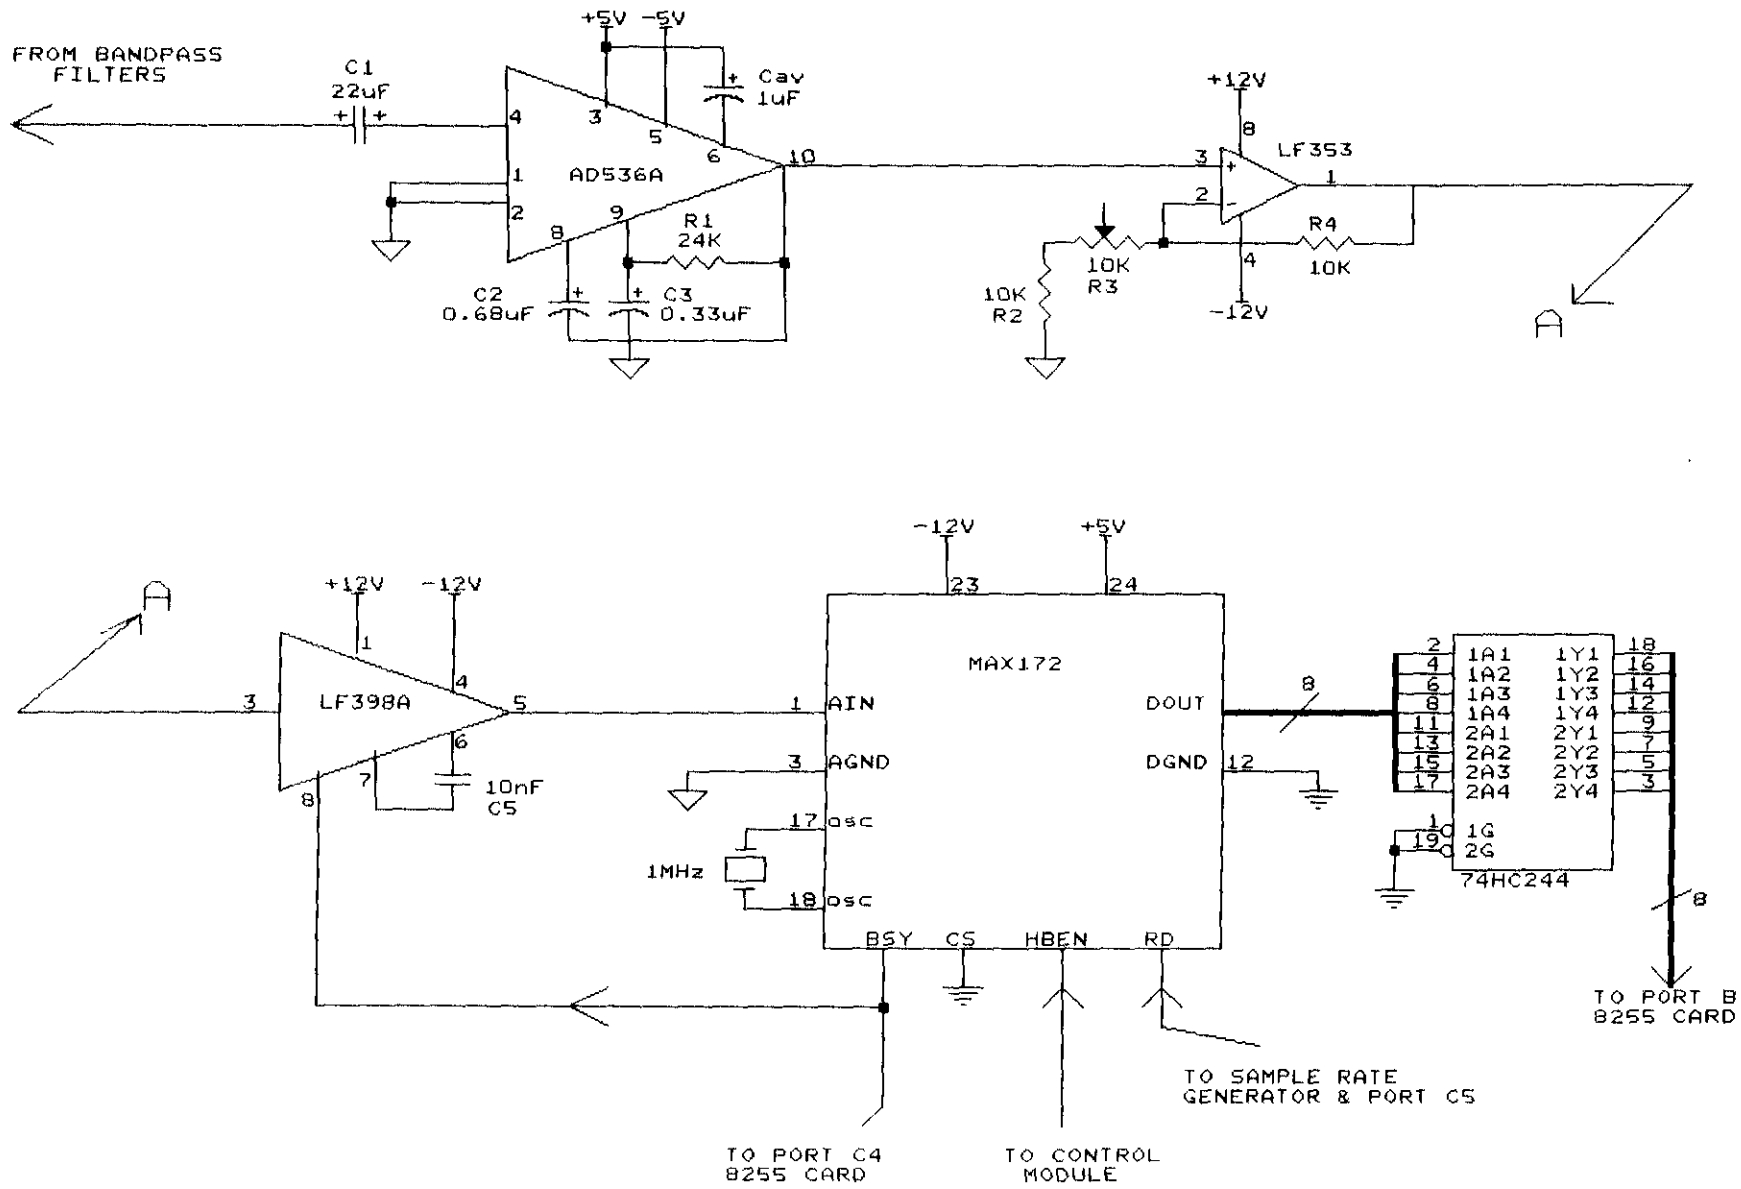 +5V -5V
FROM BANDPASS
FILTERS
C1
22uF
+ +
+ Cav
1uF
+12V
4
3
5
6
8
10
AD536A
LF353
3
+
1
1
2
2
-
9
8
R1
24K
R4
10K
10K
R3
4
+
C2
0.68uF
+
C3
0.33uF
10K
R2
-12V
A
-12V
+5V
A
+12V
-12V
23
24
1
4
MAX172
3
LF398A
5
1
AIN
DOUT
8
6
7
8
10nF
C5
3
AGND
DGND
12
17
osc
1MHz
18
osc
BSY
CS
HBEN
RD
2 1A1 1Y1 18
4 1A2 1Y2 16
6 1A3 1Y3 14
8 1A4 1Y4 12
11 2A1 2Y1 9
13 2A2 2Y2 7
15 2A3 2Y3 5
17 2A4 2Y4 3
1 1G
19 2G
74HC244
8
TO PORT B
8255 CARD
TO SAMPLE RATE
GENERATOR & PORT C5
TO PORT C4
8255 CARD
TO CONTROL
MODULE